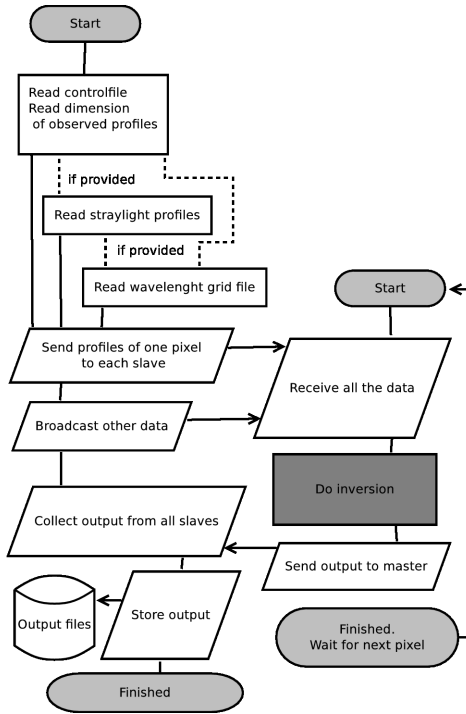 Start
Read controlfile
Read dimension
of observed profiles
if provided
Read straylight profiles
if provided
Read wavelenght grid file
Send profiles of one pixel
to each slave
Broadcast other data
Collect output from all slaves
Output files
Store output
Finished
Start
Receive all the data
Do inversion
Send output to master
Finished.
Wait for next pixel